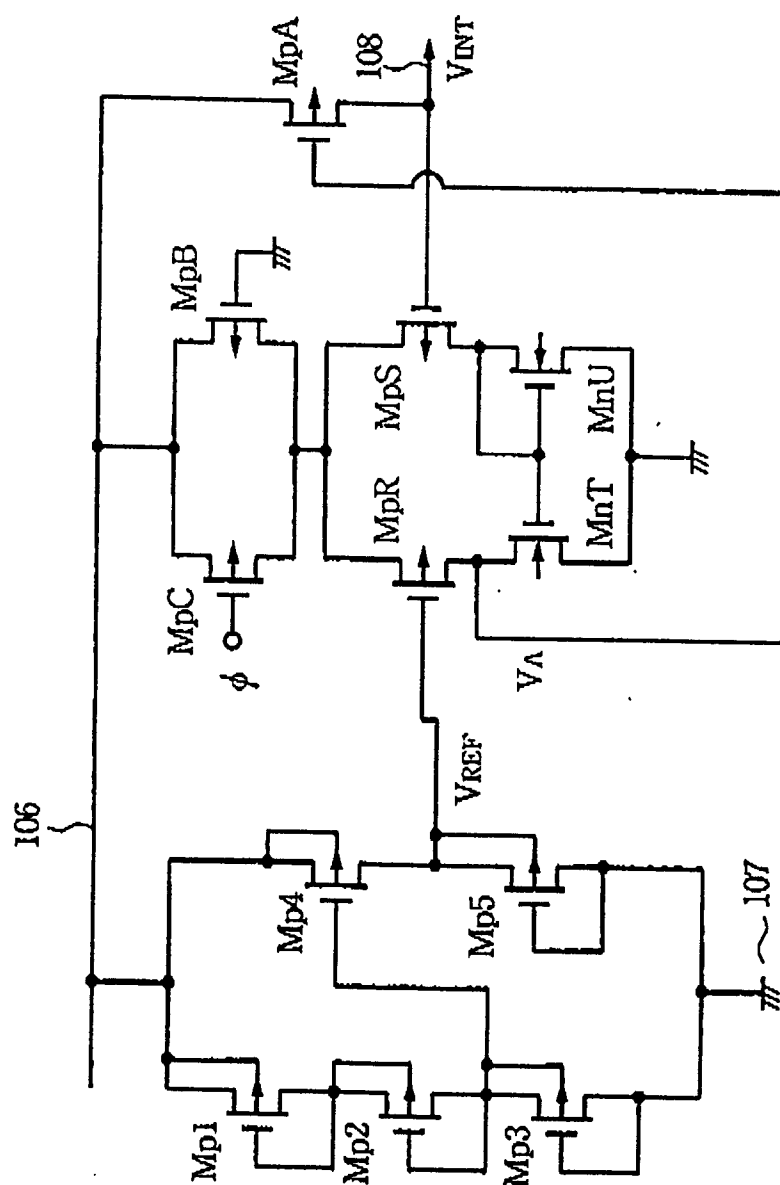 106
MpC
MpB
MpA
ϕ
108
VINT
MpR
MpS
MnT
MnU
VA
VREF
Mp4
Mp5
107
Mp1
Mp2
Mp3